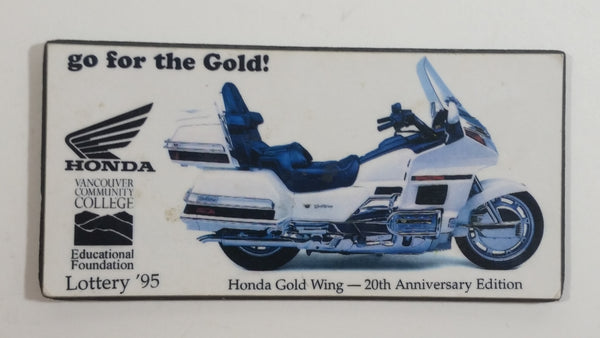 go for the Gold!
HONDA
VANCOUVER
COMMUNITY
COLLEGE
Educational
Foundation
Lottery '95
Honda Gold Wing — 20th Anniversary Edition